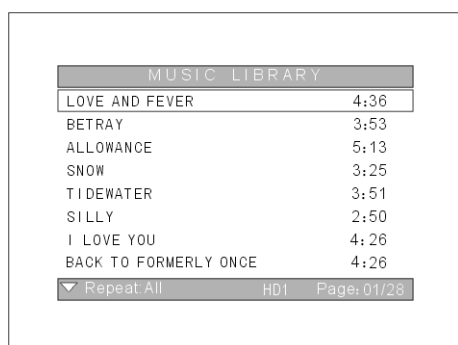 MUSIC LIBRARY
LOVE AND FEVER 4:36
BETRAY 3:53
ALLOWANCE 5:13
SNOW 3:25
TIDEWATER 3:51
SILLY 2:50
I LOVE YOU 4:26
BACK TO FORMERLY ONCE 4:26
Repeat:All HD1 Page:01/28